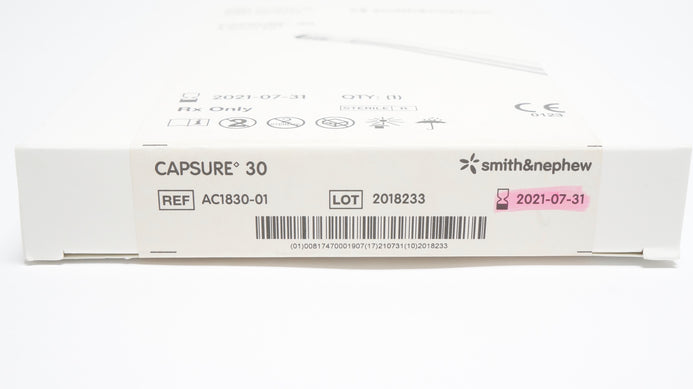 2021-07-31 QTY: (1)
Rx Only STERILE R
2
CE
0123
CAPSURE° 30 smith&nephew
REF AC1830-01 LOT 2018233 2021-07-31
(01)00817470001907(17)210731(10)2018233